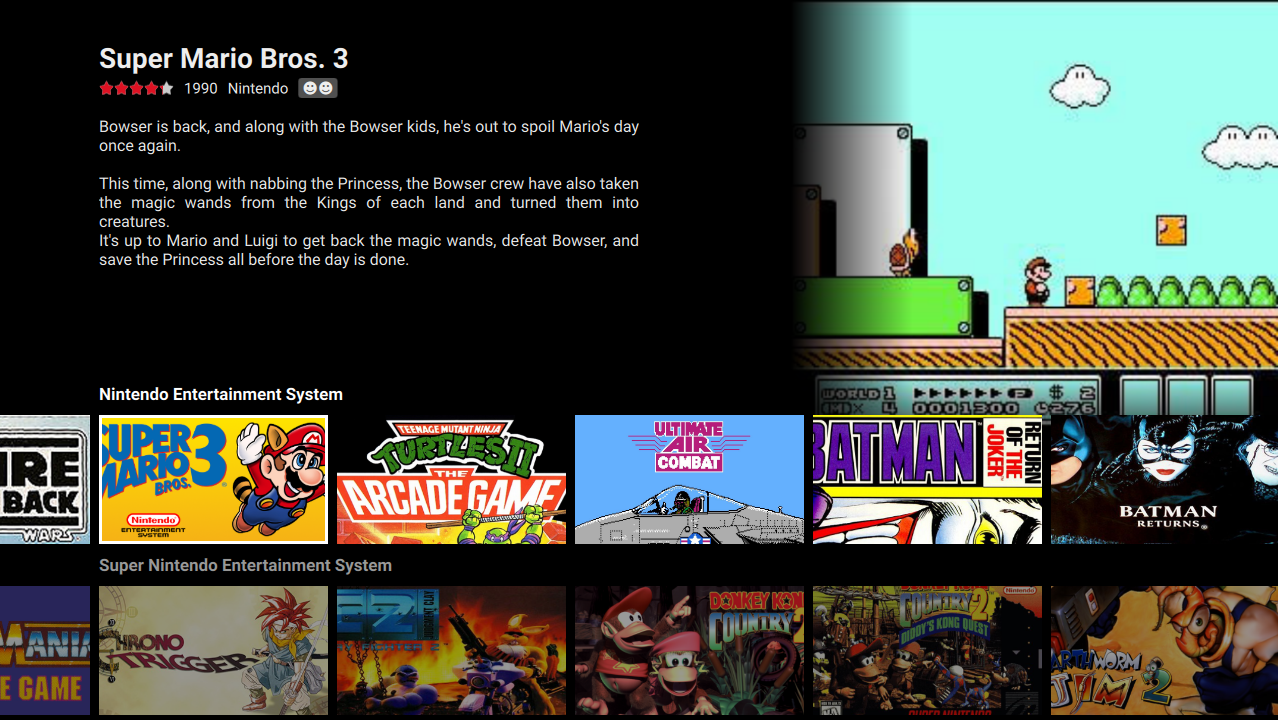 Super Mario Bros. 3
1990 Nintendo
Bowser is back, and along with the Bowser kids, he's out to spoil Mario's day
once again.
This time, along with nabbing the Princess, the Bowser crew have also taken
the magic wands from the Kings of each land and turned them into
creatures.
It's up to Mario and Luigi to get back the magic wands, defeat Bowser, and
save the Princess all before the day is done.
WORLD 1 $ 2
4 0001300 276
Nintendo Entertainment System
IRE
BACK
WARS
SUPER
MARIO
BROS. 3
Nintendo
ENTERTAINMENT
SYSTEM
TEENAGE MUTANT NINJA
TURTLES II
THE
ARCADE GAME
ULTIMATE
AIR
COMBAT
BATMAN
RETURN
OF THE
JOKER
BATMAN
RETURNS
Super Nintendo Entertainment System
MANIA
E GAME
CHRONO
TRIGGER
JUDGMENT CLAY
DONKEY KON
COUNTRY
COUNTRY 2
DIDDY'S KONG QUEST
Nintendo
SUPER NINTENDO
ARTHWORM
JIM 2